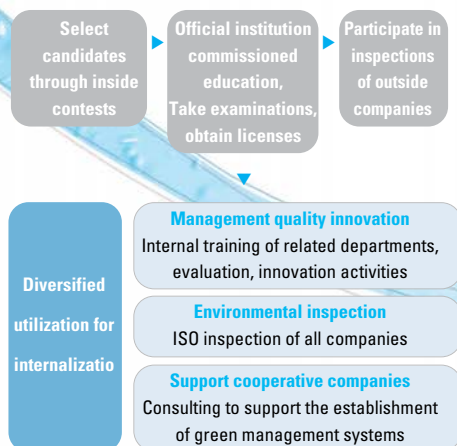 Select
candidates
through inside
contests
Official institution
commissioned
education,
Take examinations,
obtain licenses
Participate in
inspections
of outside
companies
Diversified
utilization for
internalizatio
Management quality innovation
Internal training of related departments,
evaluation, innovation activities
Environmental inspection
ISO inspection of all companies
Support cooperative companies
Consulting to support the establishment
of green management systems